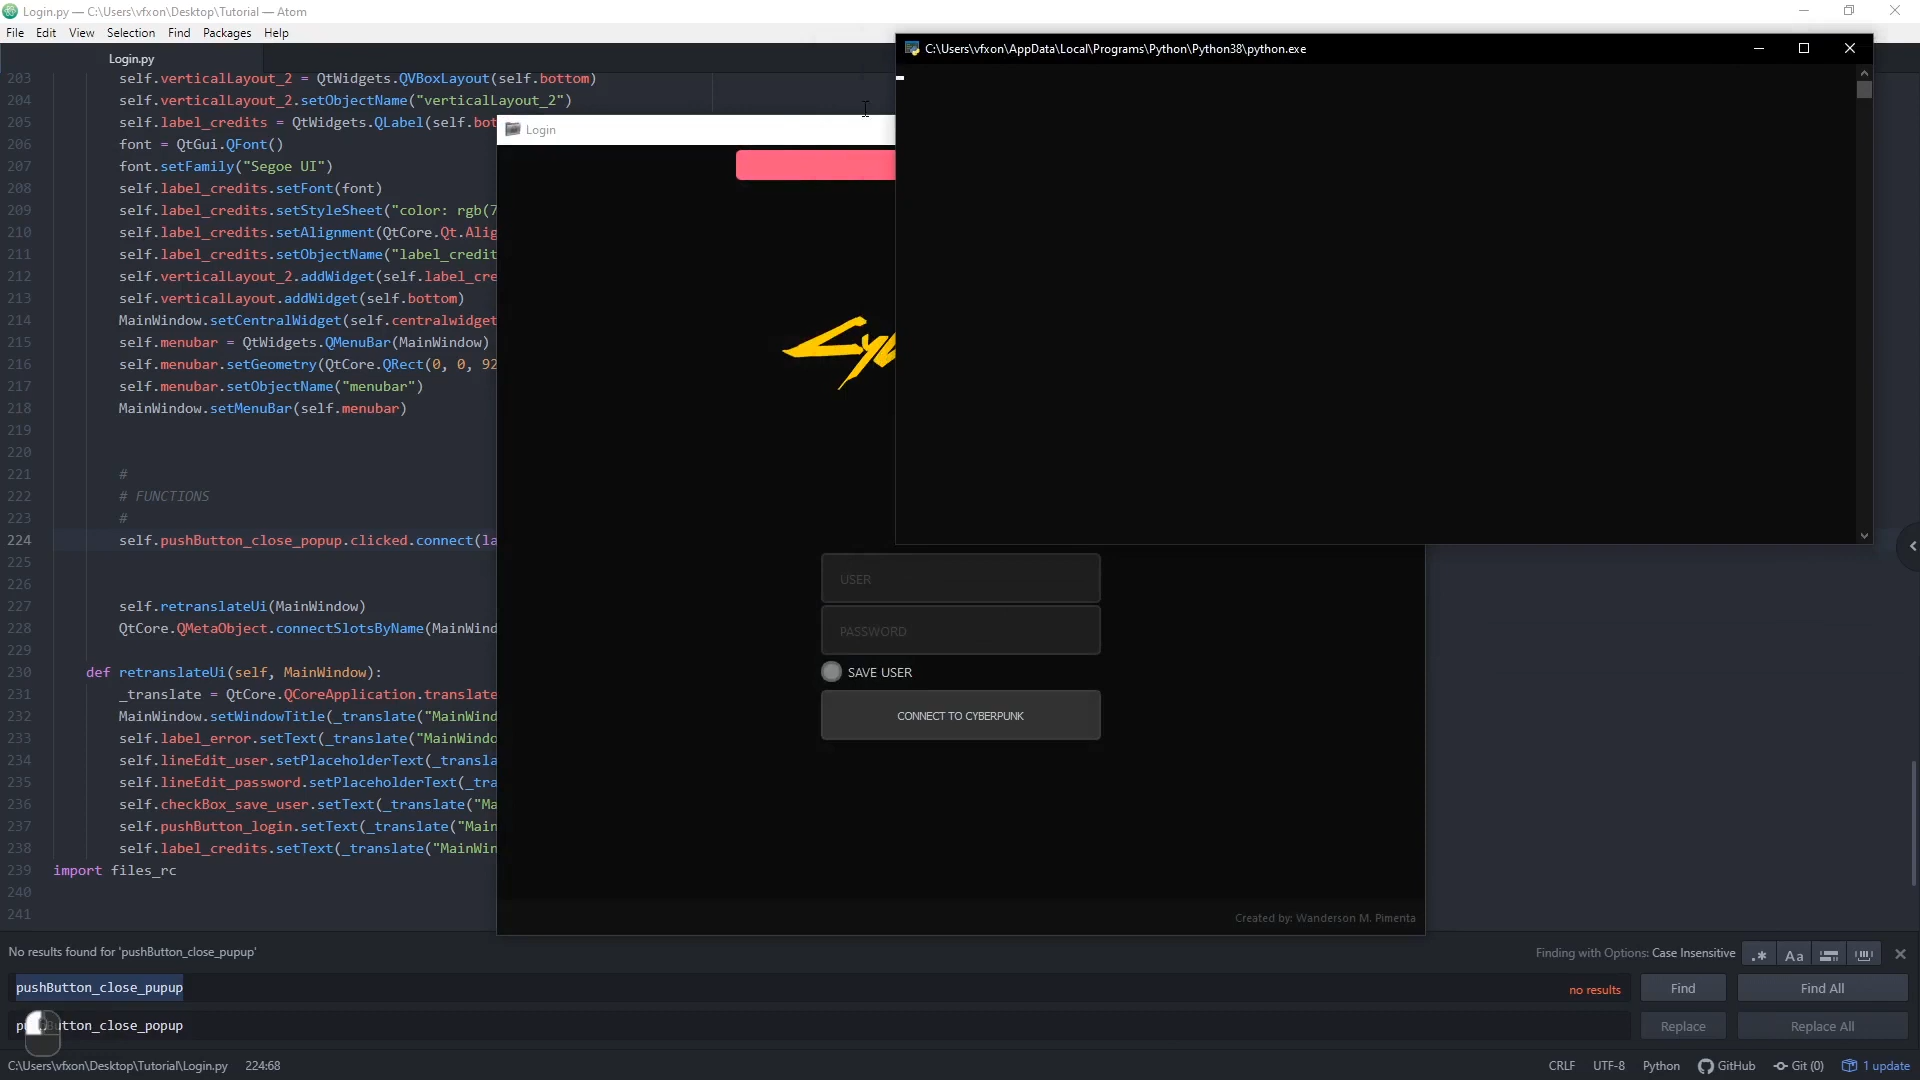 Login.py — C:\Users\vfxon\Desktop\Tutorial — Atom
File Edit View Selection Find Packages Help
C:\Users\vfxon\AppData\Local\Programs\Python\Python38\python.exe
Login.py
203 self.verticalLayout_2 = QtWidgets.QVBoxLayout(self.bottom)
204 self.verticalLayout_2.setObjectName("verticalLayout_2")
205 self.label_credits = QtWidgets.QLabel(self.bot
206 font = QtGui.QFont()
207 font.setFamily("Segoe UI")
208 self.label_credits.setFont(font)
209 self.label_credits.setStyleSheet("color: rgb(7
210 self.label_credits.setAlignment(QtCore.Qt.Alig
211 self.label_credits.setObjectName("label_credit
212 self.verticalLayout_2.addWidget(self.label_cre
213 self.verticalLayout.addWidget(self.bottom)
214 MainWindow.setCentralWidget(self.centralwidget
215 self.menubar = QtWidgets.QMenuBar(MainWindow)
216 self.menubar.setGeometry(QtCore.QRect(0, 0, 92
217 self.menubar.setObjectName("menubar")
218 MainWindow.setMenuBar(self.menubar)
219
220
221 #
222 # FUNCTIONS
223 #
224 self.pushButton_close_popup.clicked.connect(la
225
226
227 self.retranslateUi(MainWindow)
228 QtCore.QMetaObject.connectSlotsByName(MainWind
229
230 def retranslateUi(self, MainWindow):
231 _translate = QtCore.QCoreApplication.translate
232 MainWindow.setWindowTitle(_translate("MainWind
233 self.label_error.setText(_translate("MainWindo
234 self.lineEdit_user.setPlaceholderText(_transla
235 self.lineEdit_password.setPlaceholderText(_tra
236 self.checkBox_save_user.setText(_translate("Ma
237 self.pushButton_login.setText(_translate("Main
238 self.label_credits.setText(_translate("MainWin
239 import files_rc
240
241
Login
Cyb
USER
PASSWORD
SAVE USER
CONNECT TO CYBERPUNK
Created by: Wanderson M. Pimenta
No results found for 'pushButton_close_pupup'
Finding with Options: Case Insensitive
.* Aa
pushButton_close_pupup
no results
Find Find All
utton_close_popup
Replace Replace All
C:\Users\vfxon\Desktop\Tutorial\Login.py 224:68
CRLF UTF-8 Python GitHub Git (0) 1 update